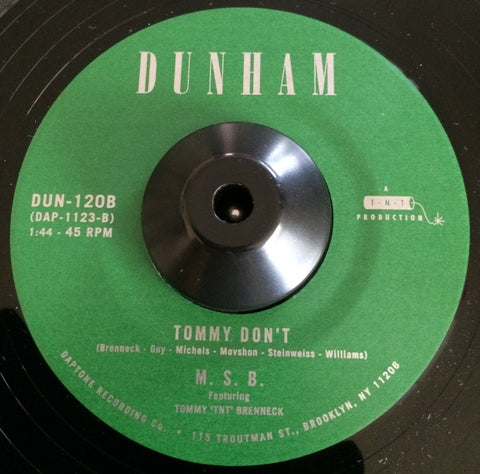 DUNHAM
DUN-120B
(DAP-1123-B)
1:44 - 45 RPM
A
T-N-T
PRODUCTION
TOMMY DON'T
(Brenneck - Guy - Michels - Movshon - Steinweiss - Williams)
M. S. B.
Featuring
TOMMY 'TNT' BRENNECK
DAPTONE RECORDING CO. • 115 TROUTMAN ST., BROOKLYN, NY 11206